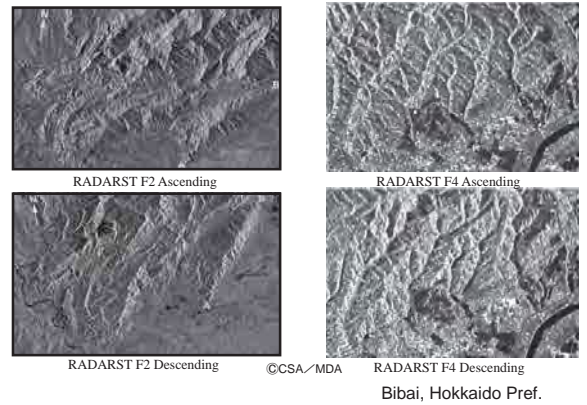 RADARST F2 Ascending
RADARST F4 Ascending
RADARST F2 Descending
©CSA／MDA
RADARST F4 Descending
Bibai, Hokkaido Pref.